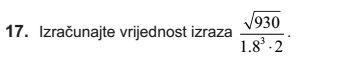 17. Izračunajte vrijednost izraza √930 / 1.8³ · 2 .